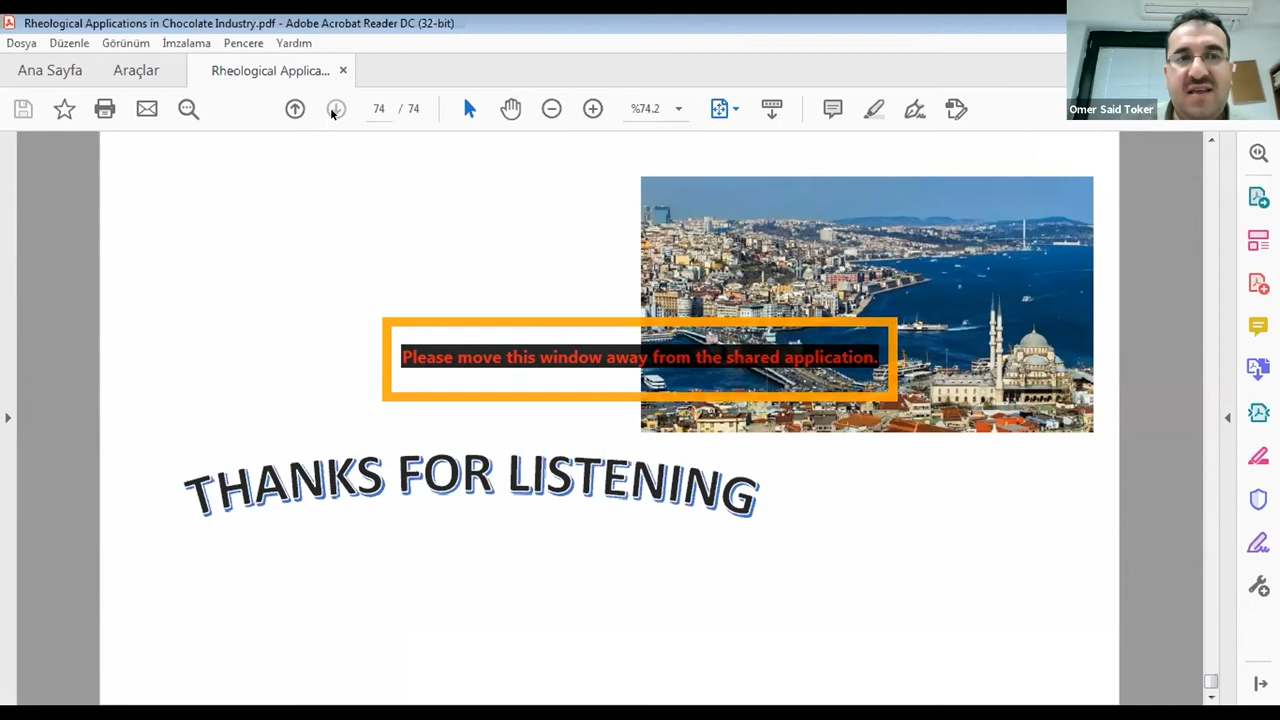 Rheological Applications in Chocolate Industry.pdf - Adobe Acrobat Reader DC (32-bit)
Dosya Düzenle Görünüm İmzalama Pencere Yardım
Ana Sayfa Araçlar Rheological Applica... ×
74 / 74 %74.2
Omer Said Toker
Please move this window away from the shared application.
THANKS FOR LISTENING